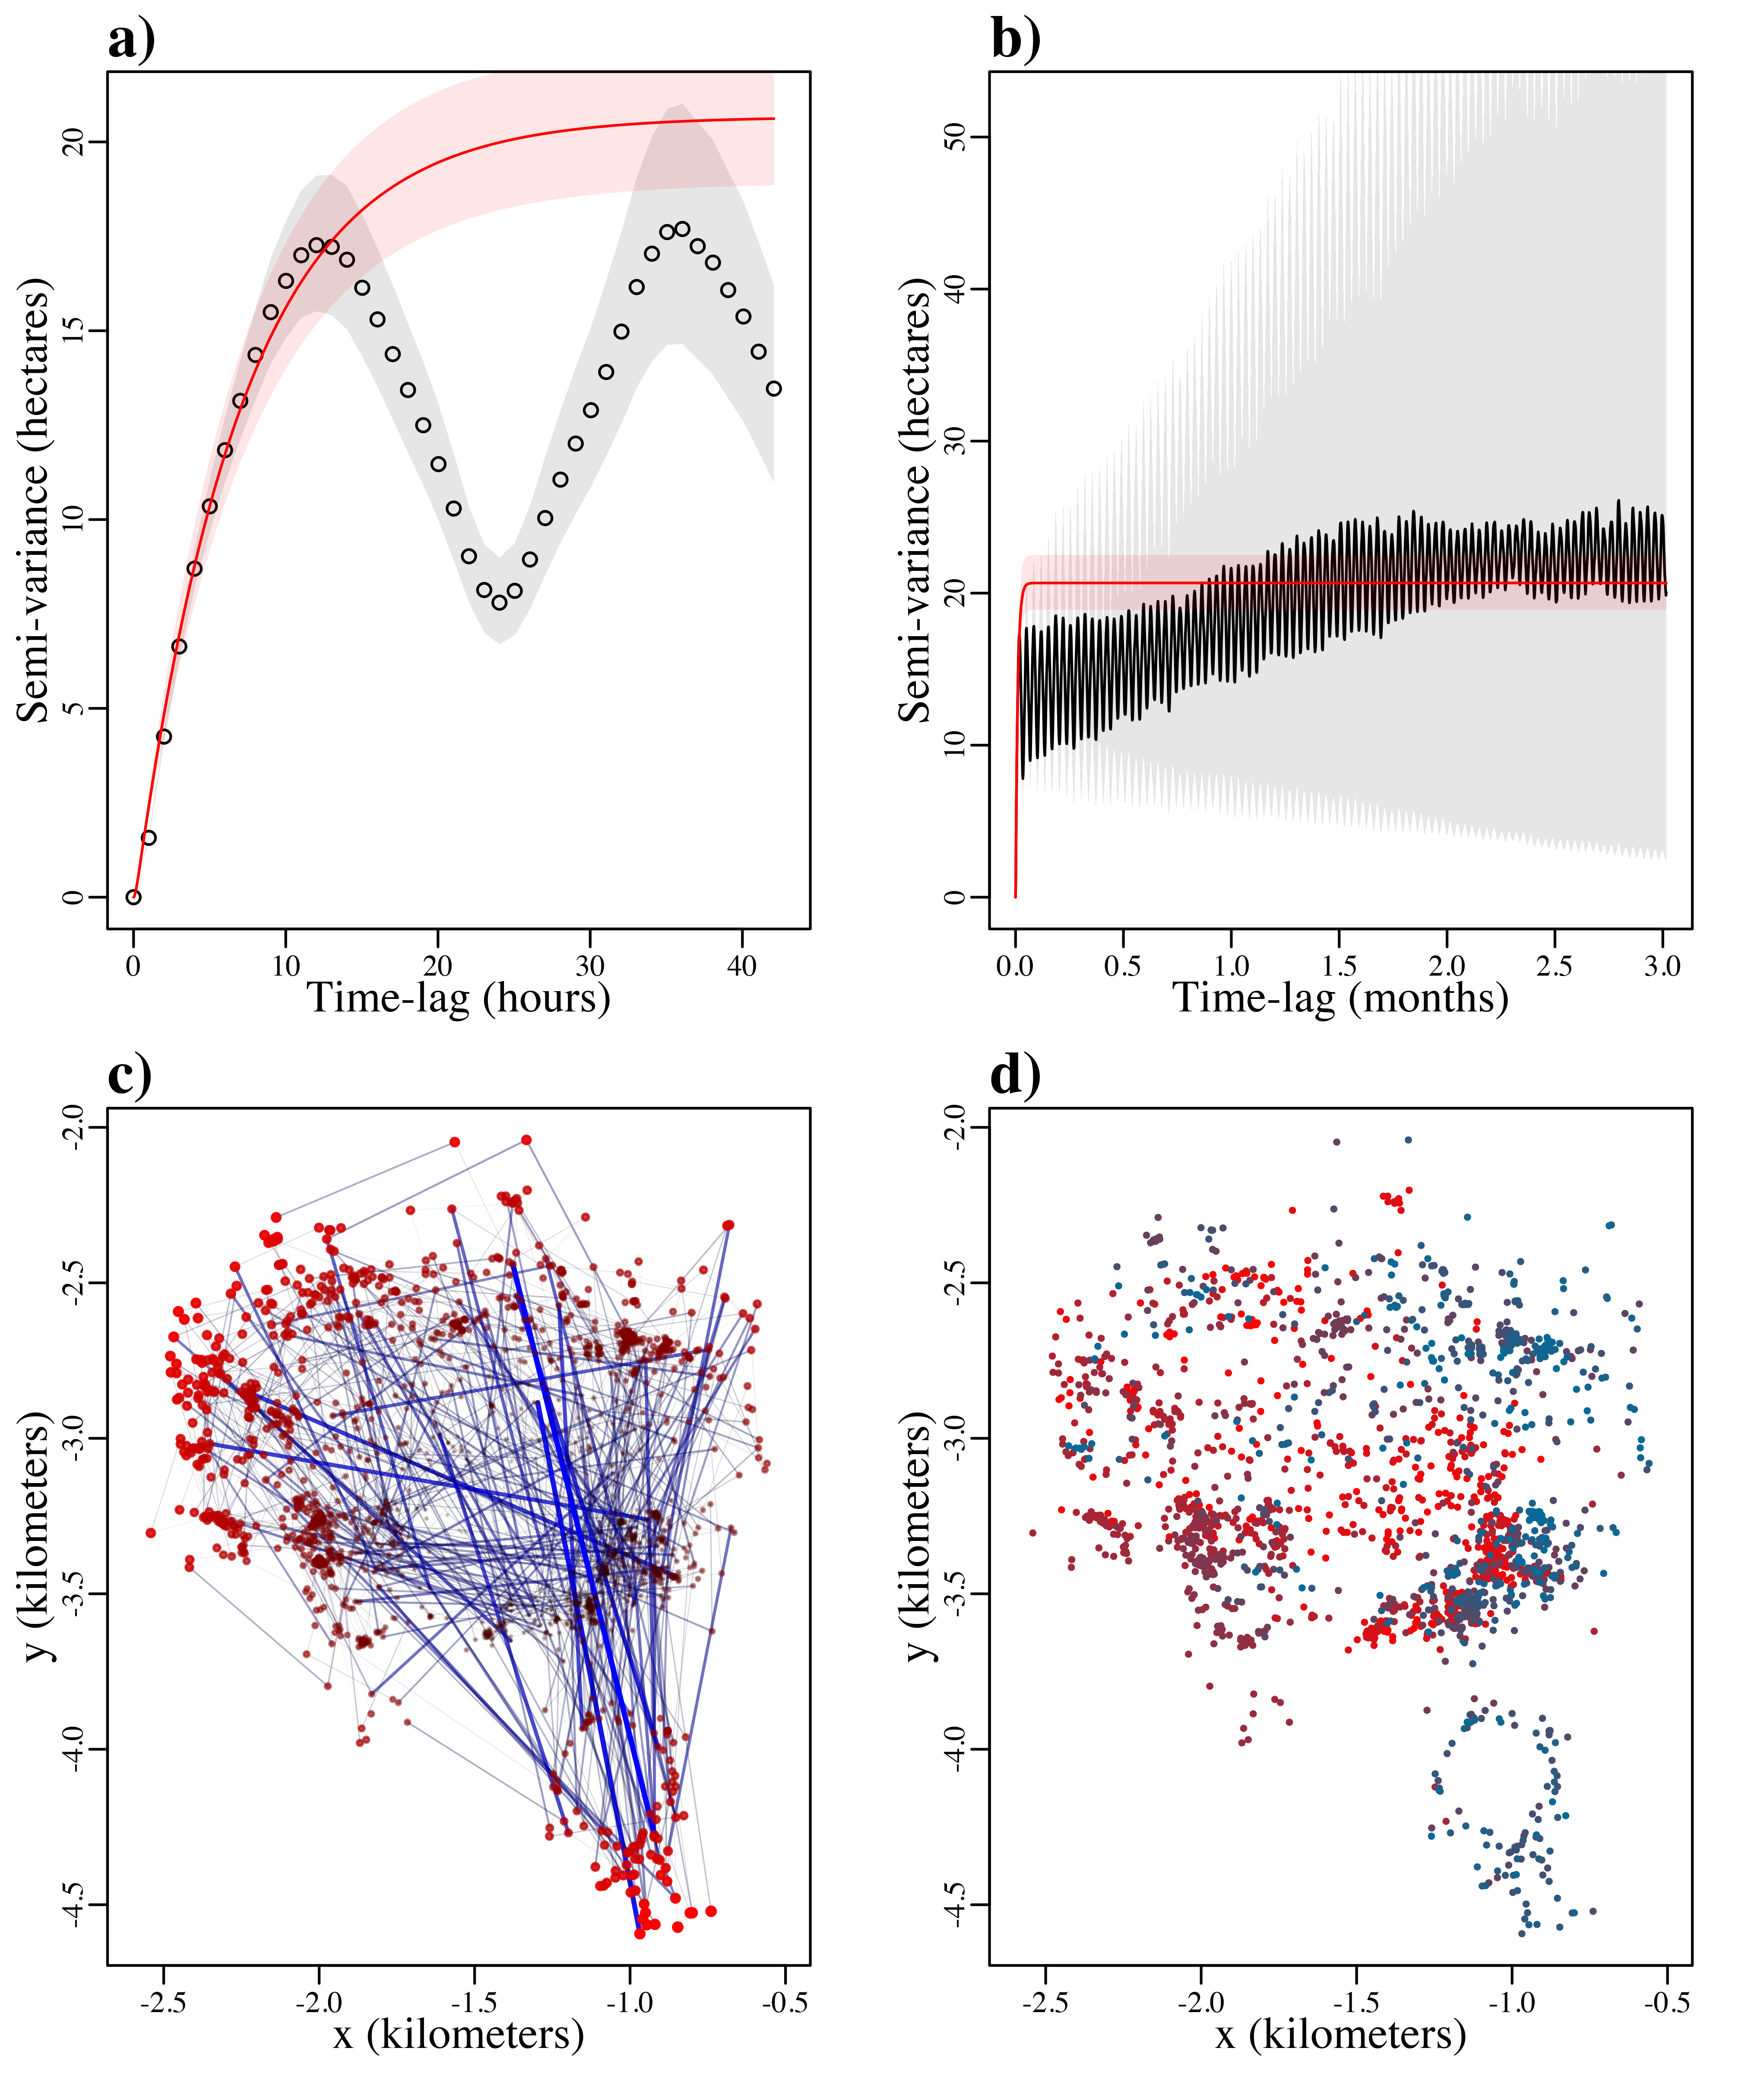 a)
Semi-variance (hectares)
20
15
10
5
0
0 10 20 30 40
Time-lag (hours)
b)
Semi-variance (hectares)
50
40
30
20
10
0
0.0 0.5 1.0 1.5 2.0 2.5 3.0
Time-lag (months)
c)
y (kilometers)
-2.0
-2.5
-3.0
-3.5
-4.0
-4.5
-2.5 -2.0 -1.5 -1.0 -0.5
x (kilometers)
d)
y (kilometers)
-2.0
-2.5
-3.0
-3.5
-4.0
-4.5
-2.5 -2.0 -1.5 -1.0 -0.5
x (kilometers)